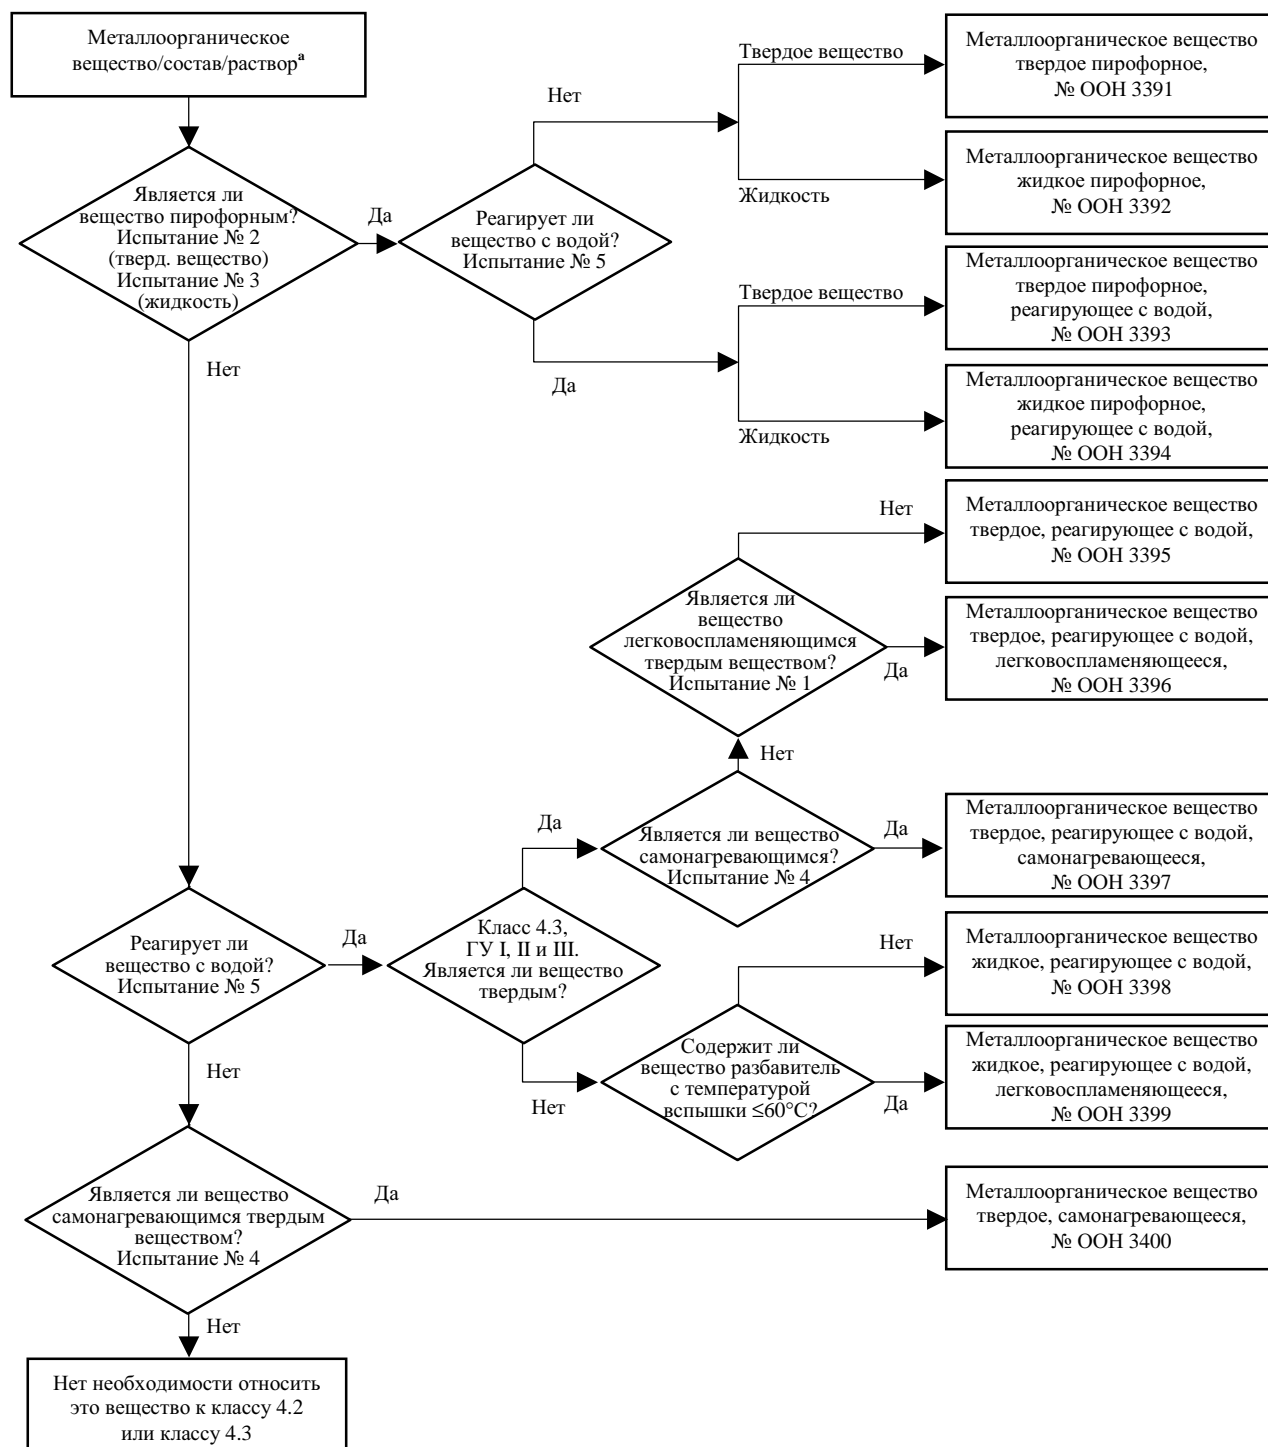 Металлоорганическое
вещество/состав/растворᵃ
Твердое вещество
Металлоорганическое вещество
твердое пирофорное,
№ ООН 3391
Нет
Является ли
вещество пирофорным?
Испытание № 2
(тверд. вещество)
Испытание № 3
(жидкость)
Да
Реагирует ли
вещество с водой?
Испытание № 5
Жидкость
Металлоорганическое вещество
жидкое пирофорное,
№ ООН 3392
Твердое вещество
Металлоорганическое вещество
твердое пирофорное,
реагирующее с водой,
№ ООН 3393
Нет
Да
Жидкость
Металлоорганическое вещество
жидкое пирофорное,
реагирующее с водой,
№ ООН 3394
Нет
Металлоорганическое вещество
твердое, реагирующее с водой,
№ ООН 3395
Является ли
вещество
легковоспламеняющимся
твердым веществом?
Испытание № 1
Да
Металлоорганическое вещество
твердое, реагирующее с водой,
легковоспламеняющееся,
№ ООН 3396
Нет
Да
Является ли вещество
самонагревающимся?
Испытание № 4
Да
Металлоорганическое вещество
твердое, реагирующее с водой,
самонагревающееся,
№ ООН 3397
Реагирует ли
вещество с водой?
Испытание № 5
Да
Класс 4.3,
ГУ I, II и III.
Является ли вещество
твердым?
Нет
Металлоорганическое вещество
жидкое, реагирующее с водой,
№ ООН 3398
Нет
Нет
Содержит ли
вещество разбавитель
с температурой
вспышки ≤60°C?
Да
Металлоорганическое вещество
жидкое, реагирующее с водой,
легковоспламеняющееся,
№ ООН 3399
Является ли вещество
самонагревающимся твердым
веществом?
Испытание № 4
Да
Металлоорганическое вещество
твердое, самонагревающееся,
№ ООН 3400
Нет
Нет необходимости относить
это вещество к классу 4.2
или классу 4.3